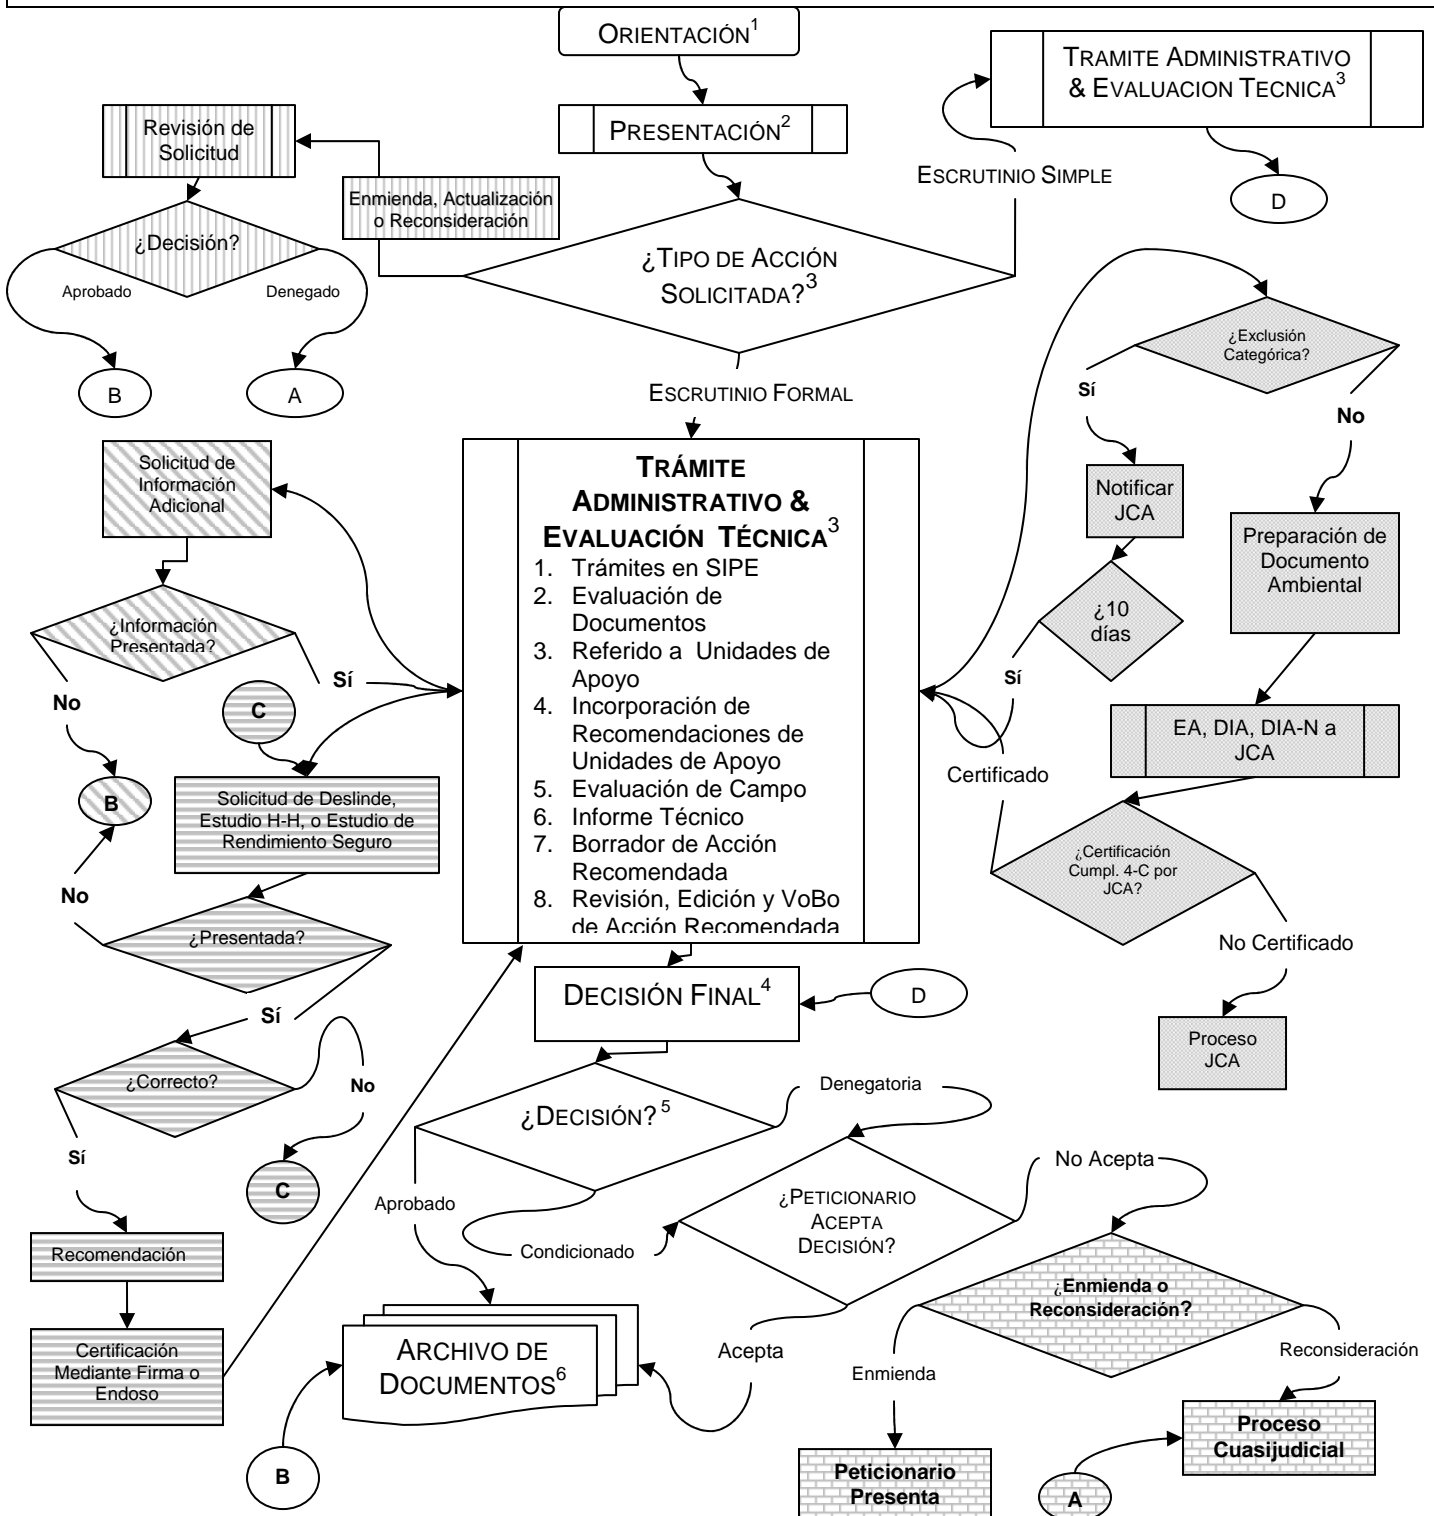 ORIENTACIÓN1
TRAMITE ADMINISTRATIVO
& EVALUACION TECNICA3
PRESENTACIÓN2
Revisión de
Solicitud
ESCRUTINIO SIMPLE
D
Enmienda, Actualización
o Reconsideración
¿Decisión?
¿TIPO DE ACCIÓN
SOLICITADA?3
Aprobado
Denegado
B
A
ESCRUTINIO FORMAL
¿Exclusión
Categórica?
Sí
No
Solicitud de
Información
Adicional
TRÁMITE
ADMINISTRATIVO &
EVALUACIÓN TÉCNICA3
1. Trámites en SIPE
2. Evaluación de
Documentos
3. Referido a Unidades de
Apoyo
4. Incorporación de
Recomendaciones de
Unidades de Apoyo
5. Evaluación de Campo
6. Informe Técnico
7. Borrador de Acción
Recomendada
8. Revisión, Edición y VoBo
de Acción Recomendada
Notificar
JCA
Preparación de
Documento
Ambiental
¿10
días
Sí
¿Información
Presentada?
Sí
No
C
B
EA, DIA, DIA-N a
JCA
Certificado
Solicitud de Deslinde,
Estudio H-H, o Estudio de
Rendimiento Seguro
No
¿Certificación
Cumpl. 4-C por
JCA?
¿Presentada?
No Certificado
Sí
DECISIÓN FINAL4
D
Proceso
JCA
¿Correcto?
No
Sí
C
¿DECISIÓN?5
Denegatoria
Aprobado
Condicionado
¿PETICIONARIO
ACEPTA
DECISIÓN?
No Acepta
Recomendación
Certificación
Mediante Firma o
Endoso
¿Enmienda o
Reconsideración?
ARCHIVO DE
DOCUMENTOS6
Acepta
Enmienda
Reconsideración
B
Proceso
Cuasijudicial
Peticionario
Presenta
A